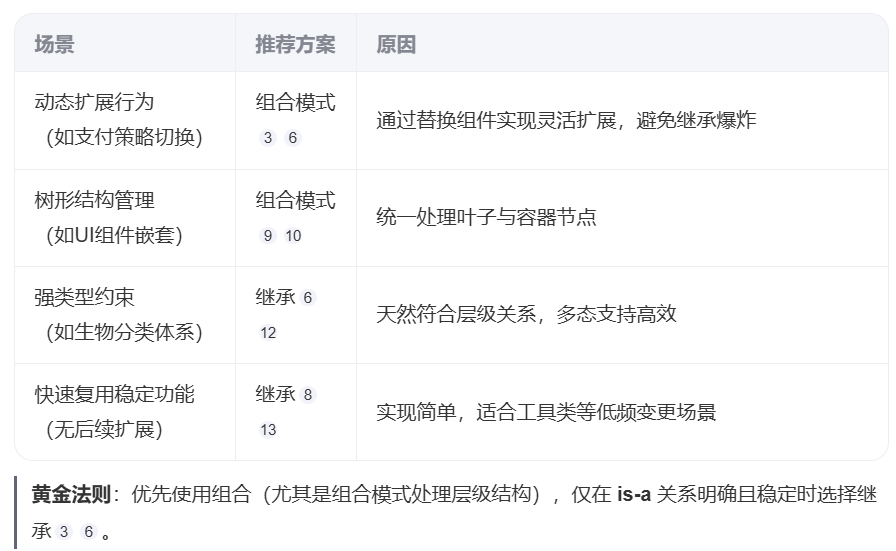 场景 推荐方案 原因
动态扩展行为
（如支付策略切换）
组合模式
3 6
通过替换组件实现灵活扩展，避免继承爆炸
树形结构管理
（如UI组件嵌套）
组合模式
9 10
统一处理叶子与容器节点
强类型约束
（如生物分类体系）
继承 6
12
天然符合层级关系，多态支持高效
快速复用稳定功能
（无后续扩展）
继承 8
13
实现简单，适合工具类等低频变更场景
黄金法则：优先使用组合（尤其是组合模式处理层级结构），仅在 is-a 关系明确且稳定时选择继
承 3 6 。